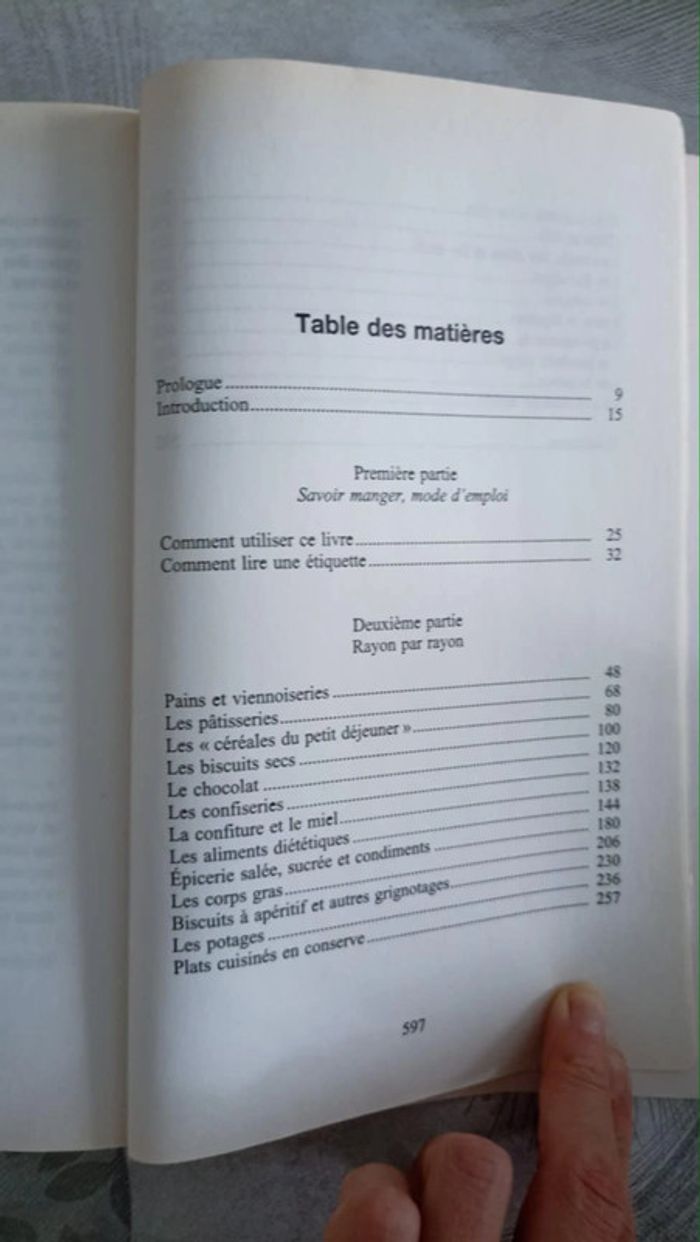 Table des matières
Prologue 9
Introduction 15
Première partie
Savoir manger, mode d'emploi
Comment utiliser ce livre 25
Comment lire une étiquette 32
Deuxième partie
Rayon par rayon
Pains et viennoiseries 48
Les pâtisseries 68
Les « céréales du petit déjeuner » 80
Les biscuits secs 100
Le chocolat 120
Les confiseries 132
La confiture et le miel 138
Les aliments diététiques 144
Épicerie salée, sucrée et condiments 180
Les corps gras 206
Biscuits à apéritif et autres grignotages 230
Les potages 236
Plats cuisinés en conserve 257
597